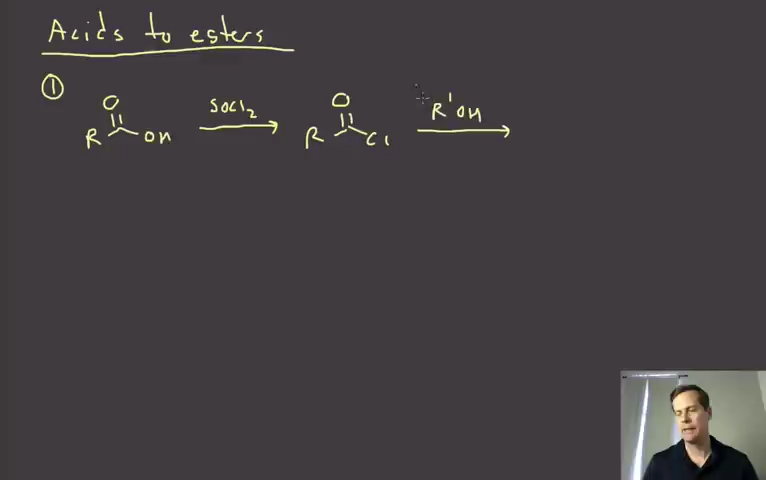 Acids to esters
①
O SOCl₂ O R'OH
R OH R Cl